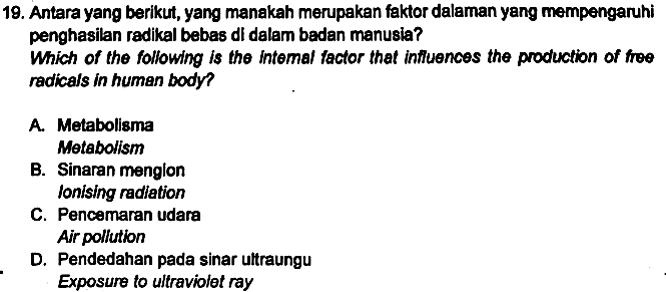 19. Antara yang berikut, yang manakah merupakan faktor dalaman yang mempengaruhi
penghasilan radikal bebas di dalam badan manusia?
Which of the following is the internal factor that influences the production of free
radicals in human body?
A. Metabolisma
Metabolism
B. Sinaran mengion
Ionising radiation
C. Pencemaran udara
Air pollution
D. Pendedahan pada sinar ultraungu
Exposure to ultraviolet ray